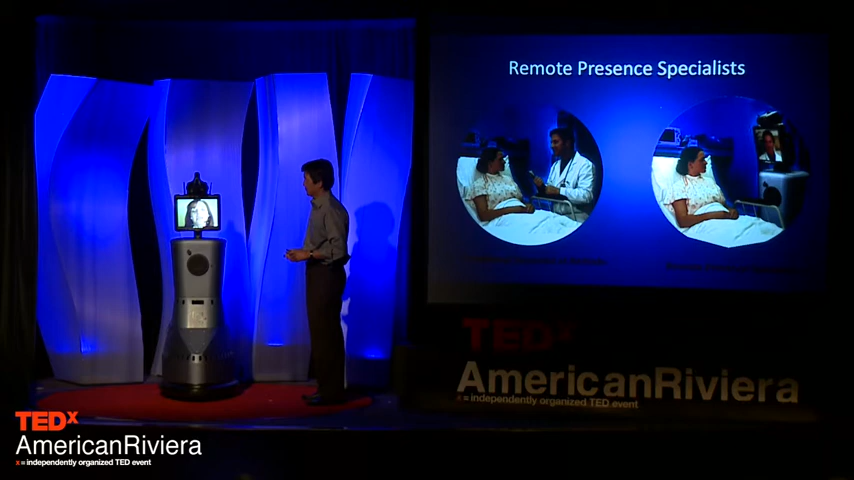 Remote Presence Specialists
TEDx
AmericanRiviera
x = independently organized TED event
TEDx
AmericanRiviera
x = independently organized TED event